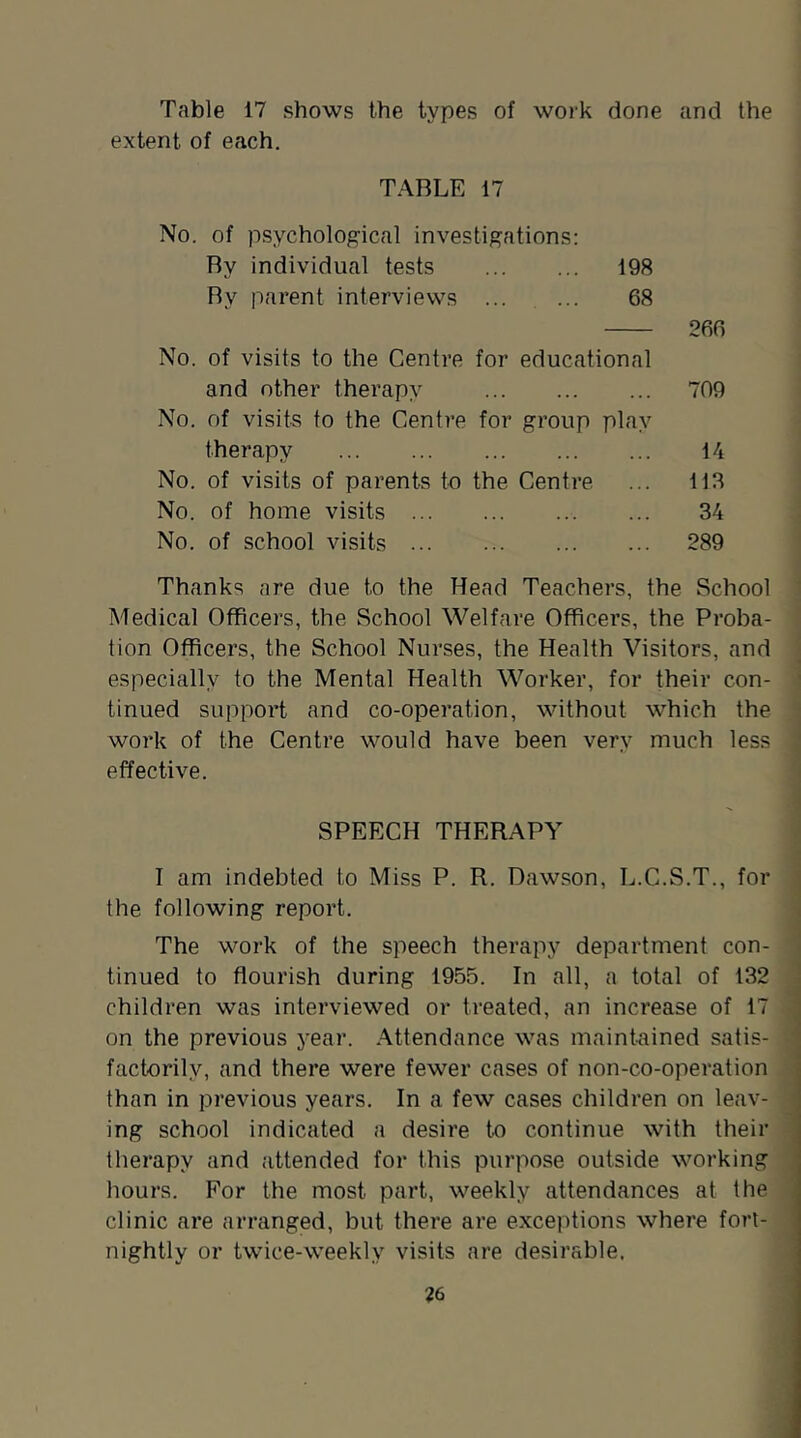 Table 17 shows the types of work done and the
extent of each.
TABLE 17
No. of psychological investigations:
By individual tests ... ... 198
By parent interviews ... ... 68
266
No. of visits to the Centre for educational
and other therapy ... ... ... 709
No. of visits to the Centre for group play
therapy ... ... ... ... ... 14
No. of visits of parents to the Centre ... 113
No. of home visits ... ... ... ... 34
No. of school visits ... ... ... ... 289
Thanks are due to the Head Teachers, the School
Medical Officers, the School Welfare Officers, the Proba-
tion Officers, the School Nurses, the Health Visitors, and
especially to the Mental Health Worker, for their con-
tinued support and co-operation, without which the
work of the Centre would have been very much less
effective.
SPEECH THERAPY
I am indebted to Miss P. R. Dawson, L.C.S.T., for
the following report.
The work of the speech therapy department con-
tinued to flourish during 1955. In all, a total of 132
children was interviewed or treated, an increase of 17
on the previous year. Attendance was maintained satis-
factorily, and there were fewer cases of non-co-operation
than in previous years. In a few cases children on leav-
ing school indicated a desire to continue with their
therapy and attended for this purpose outside working
hours. For the most part, weekly attendances at the
clinic are arranged, but there are exceptions where fort-
nightly or twice-weekly visits are desirable.
26